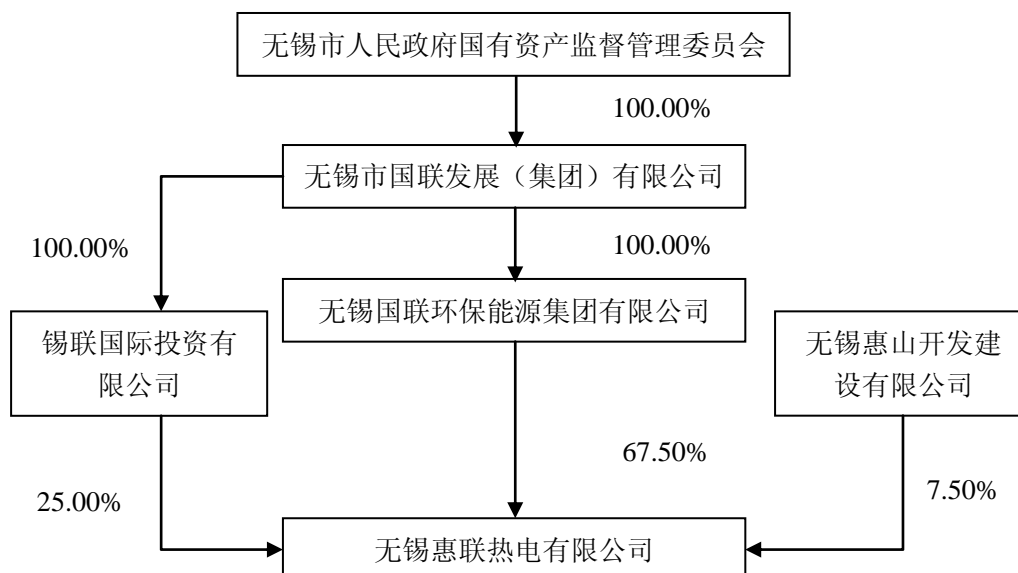 无锡市人民政府国有资产监督管理委员会
100.00%
无锡市国联发展（集团）有限公司
100.00%
100.00%
无锡国联环保能源集团有限公司
锡联国际投资有
限公司
无锡惠山开发建
设有限公司
67.50%
25.00%
7.50%
无锡惠联热电有限公司